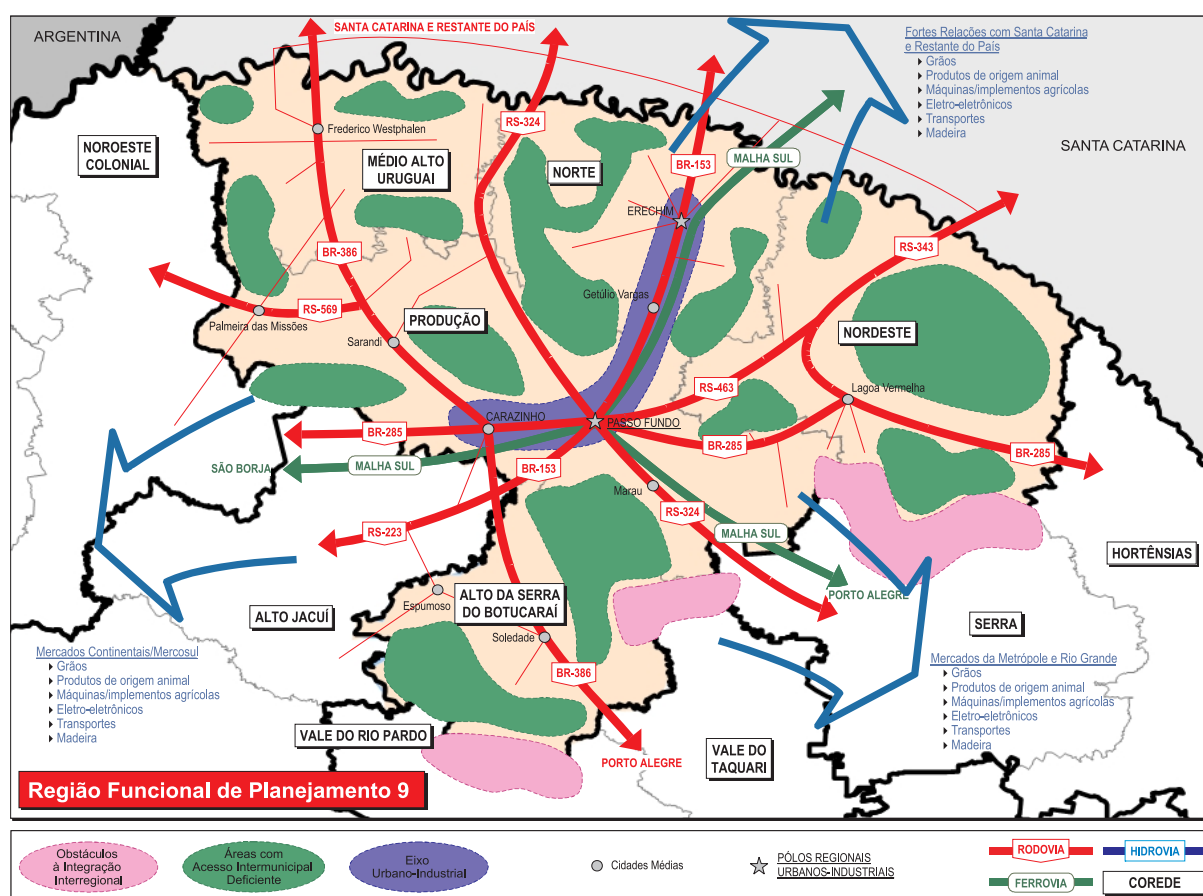 ARGENTINA
SANTA CATARINA E RESTANTE DO PAÍS
Fortes Relações com Santa Catarina
e Restante do País
Grãos
Produtos de origem animal
Máquinas/implementos agrícolas
Eletro-eletrônicos
Transportes
Madeira
SANTA CATARINA
NOROESTE
COLONIAL
Frederico Westphalen
RS-324
MÉDIO ALTO
URUGUAI
NORTE
BR-153
MALHA SUL
ERECHIM
RS-343
BR-386
Getúlio Vargas
RS-569
Palmeira das Missões
PRODUÇÃO
Sarandi
NORDESTE
RS-463
Lagoa Vermelha
CARAZINHO
PASSO FUNDO
BR-285
BR-285
BR-285
SÃO BORJA
MALHA SUL
BR-153
Marau
RS-324
RS-223
MALHA SUL
HORTÊNSIAS
PORTO ALEGRE
ALTO JACUÍ
Espumoso
ALTO DA SERRA
DO BOTUCARAÍ
SERRA
Soledade
Mercados Continentais/Mercosul
Grãos
Produtos de origem animal
Máquinas/implementos agrícolas
Eletro-eletrônicos
Transportes
Madeira
BR-386
Mercados da Metrópole e Rio Grande
Grãos
Produtos de origem animal
Máquinas/implementos agrícolas
Eletro-eletrônicos
Transportes
Madeira
VALE DO RIO PARDO
VALE DO
TAQUARI
PORTO ALEGRE
Região Funcional de Planejamento 9
Obstáculos
à Integração
Interregional
Áreas com
Acesso Intermunicipal
Deficiente
Eixo
Urbano-Industrial
Cidades Médias
PÓLOS REGIONAIS
URBANOS-INDUSTRIAIS
RODOVIA
HIDROVIA
FERROVIA
COREDE